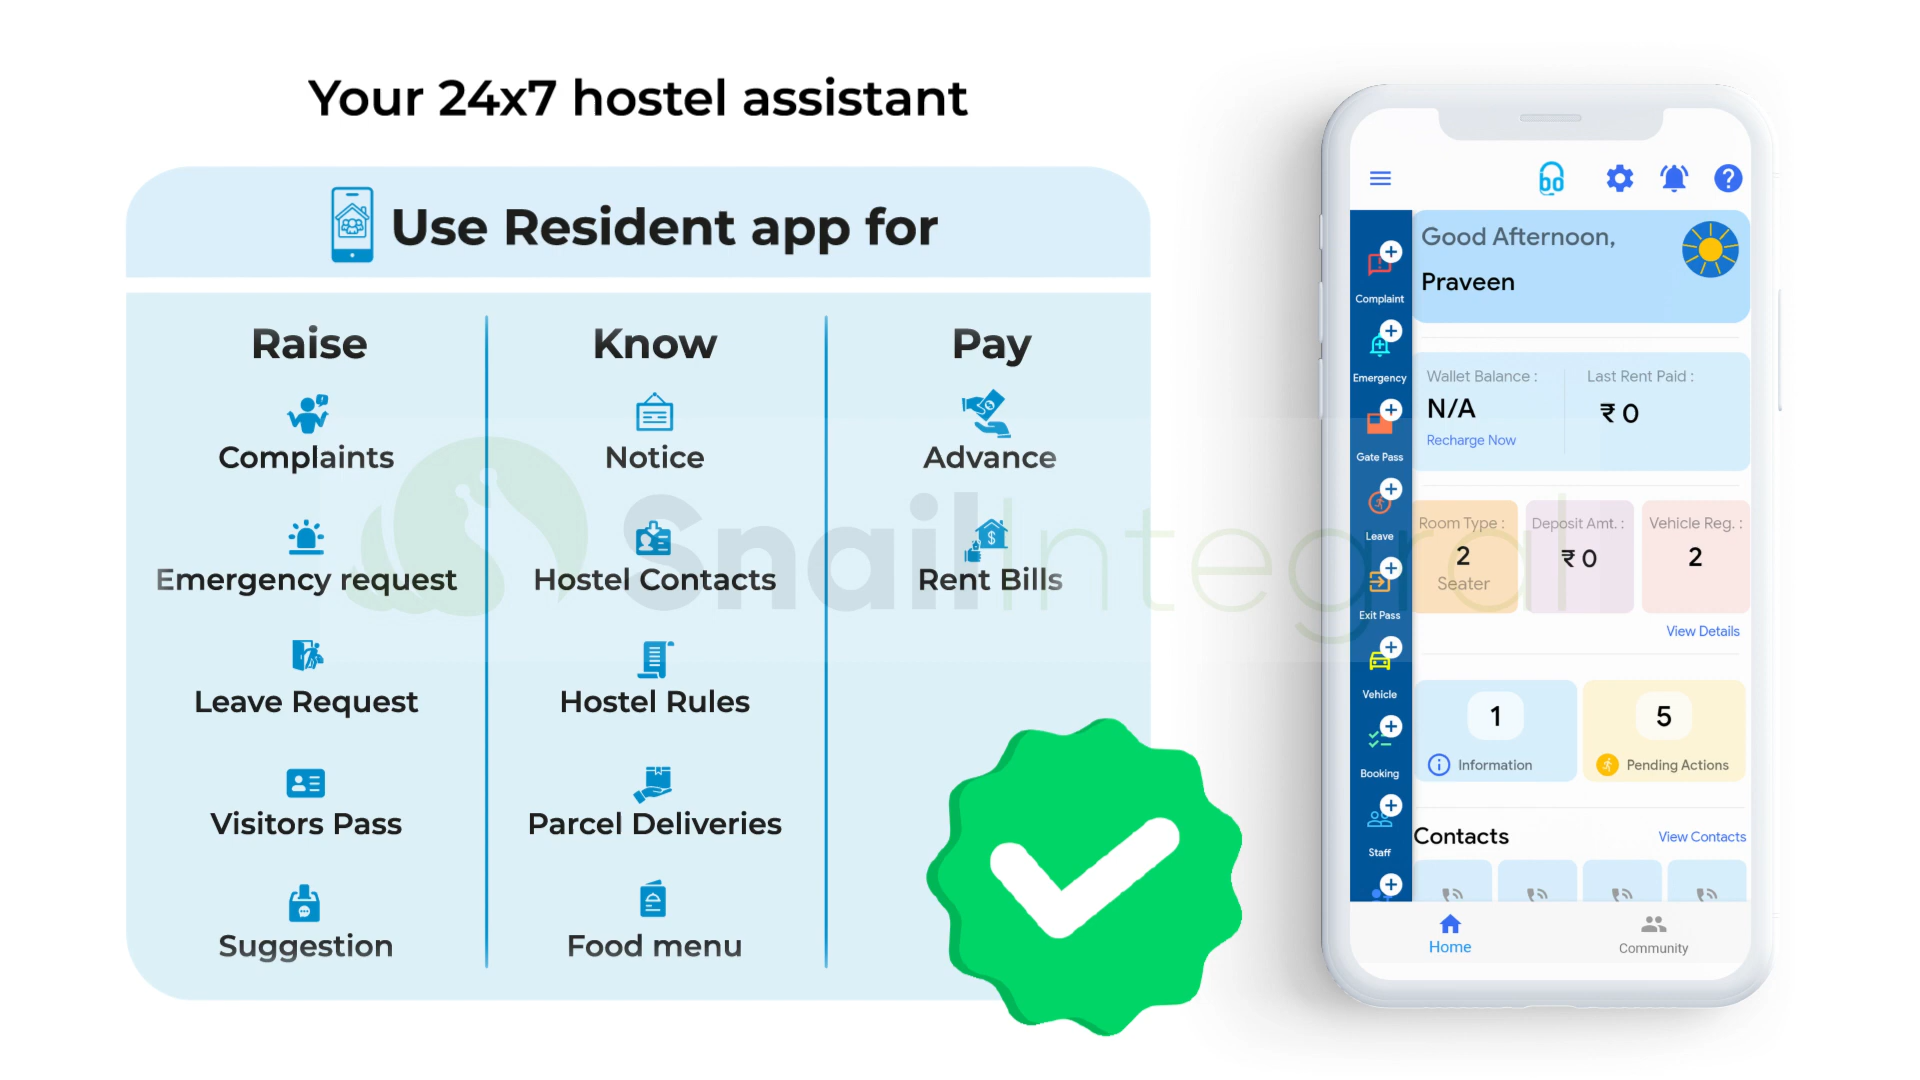 Your 24x7 hostel assistant
Use Resident app for
Raise
Complaints
Emergency request
Leave Request
Visitors Pass
Suggestion
Know
Notice
Hostel Contacts
Hostel Rules
Parcel Deliveries
Food menu
Pay
Advance
Rent Bills
SnailIntegral
bo
?
Complaint
Emergency
Gate Pass
Leave
Exit Pass
Vehicle
Booking
Staff
Good Afternoon,
Praveen
Wallet Balance :
N/A
Recharge Now
Last Rent Paid :
₹ 0
Room Type :
2
Seater
Deposit Amt. :
₹ 0
Vehicle Reg. :
2
View Details
1
Information
5
Pending Actions
Contacts
View Contacts
Home
Community